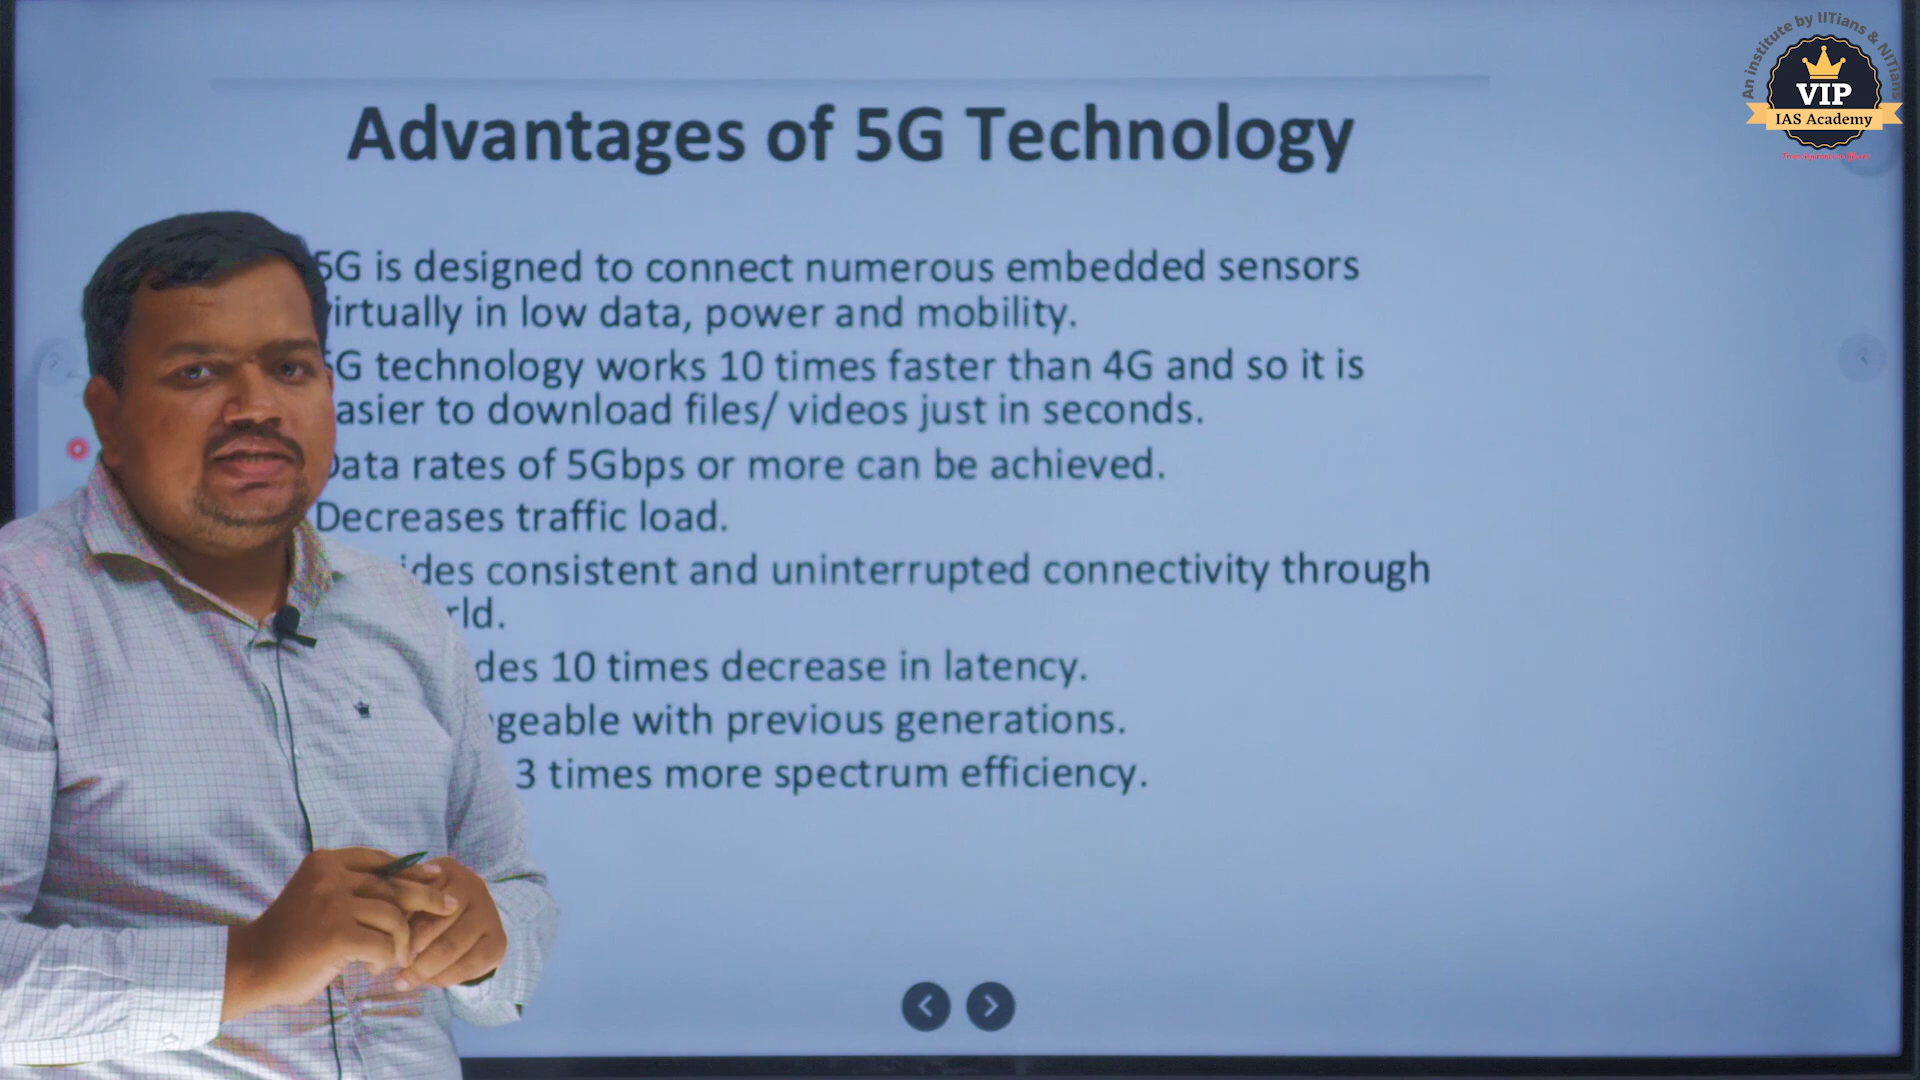 An institute by IITians & NITians
VIP
IAS Academy
Advantages of 5G Technology
5G is designed to connect numerous embedded sensors
virtually in low data, power and mobility.
5G technology works 10 times faster than 4G and so it is
easier to download files/ videos just in seconds.
Data rates of 5Gbps or more can be achieved.
Decreases traffic load.
ides consistent and uninterrupted connectivity through
rld.
des 10 times decrease in latency.
geable with previous generations.
3 times more spectrum efficiency.